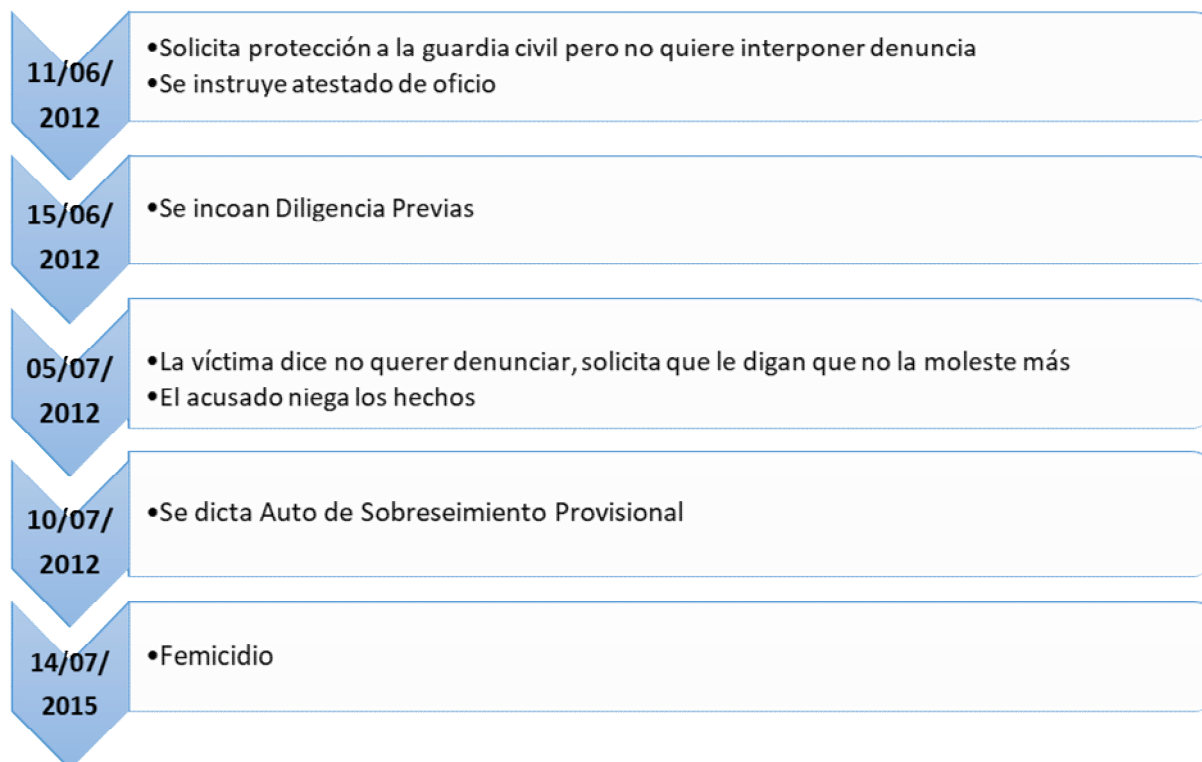 11/06/
2012
•Solicita protección a la guardia civil pero no quiere interponer denuncia
•Se instruye atestado de oficio
15/06/
2012
•Se incoan Diligencia Previas
05/07/
2012
•La víctima dice no querer denunciar, solicita que le digan que no la moleste más
•El acusado niega los hechos
10/07/
2012
•Se dicta Auto de Sobreseimiento Provisional
14/07/
2015
•Femicidio